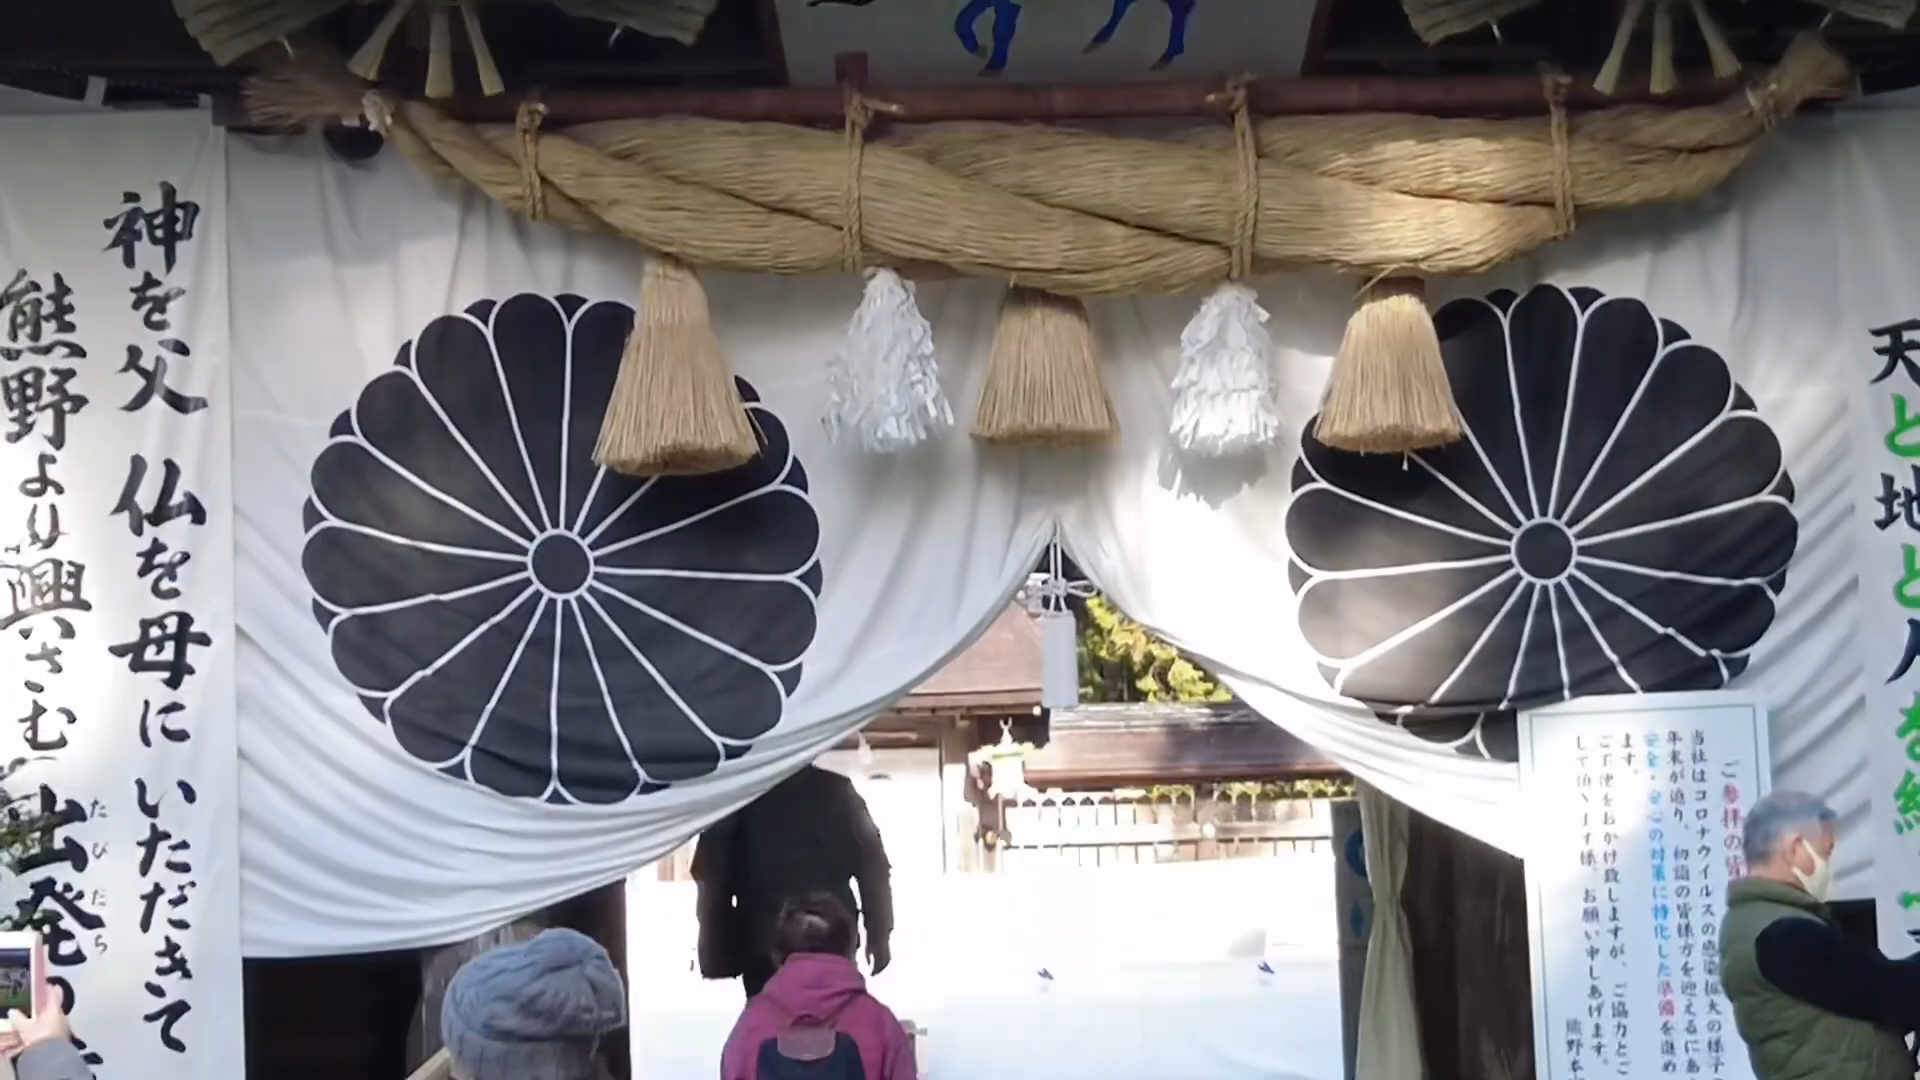 天と地と人を
ご参拝の皆
当社はコロナウイルスの感染拡大の様子
年末が迫り、初詣の皆様方を迎えるにあ
安全・安心の対策に特化した準備を進め
ます。
ご不便をおかけ致しますが、ご協力とご
して頂けます様、お願い申しあげます。
熊野本
神を父 仏を母に いただきて
熊野より興さむ 出発の
たびだち